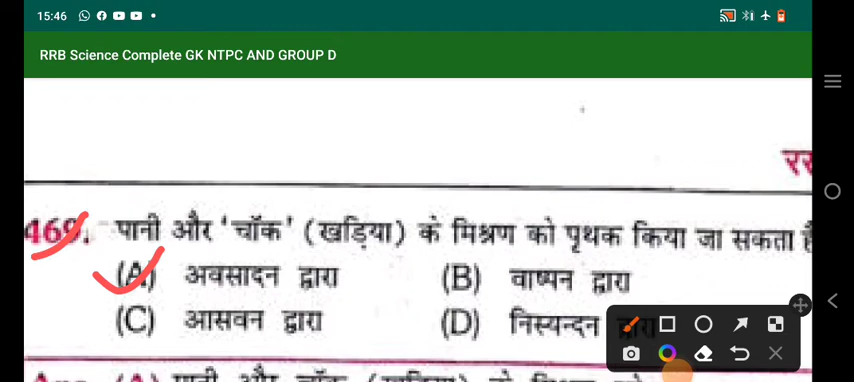 15:46
RRB Science Complete GK NTPC AND GROUP D
469. पानी और 'चॉक' (खड़िया) के मिश्रण को पृथक किया जा सकता है
(A) अवसादन द्वारा (B) वाष्पन द्वारा
(C) आसवन द्वारा (D) निस्यन्दन द्वारा